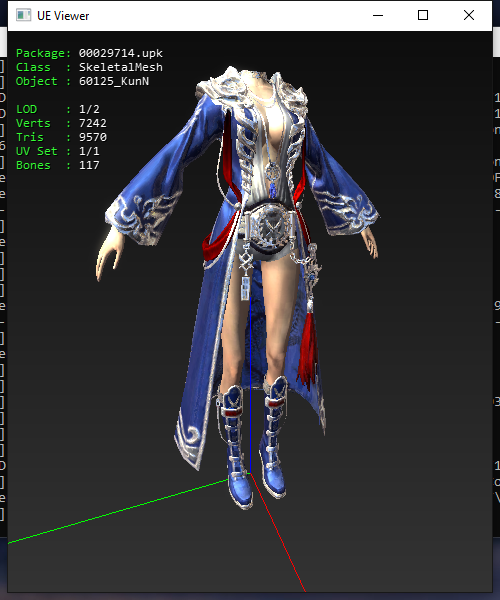 UE Viewer
Package: 00029714.upk
Class : SkeletalMesh
Object : 60125_KunN
LOD : 1/2
Verts : 7242
Tris : 9570
UV Set : 1/1
Bones : 117